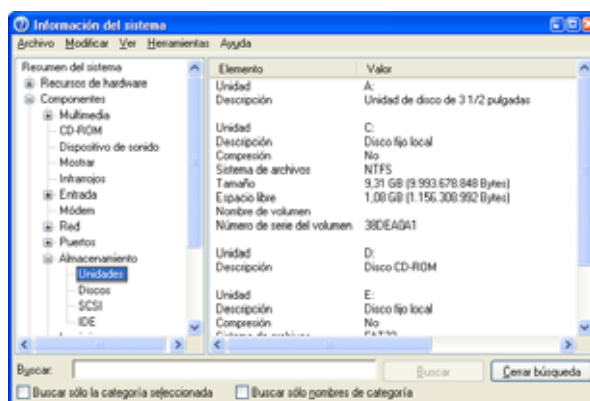 Información del sistema
Archivo Modificar Ver Herramientas Ayuda
Resumen del sistema
Recursos de hardware
Componentes
Multimedia
CD-ROM
Dispositivo de sonido
Mostrar
Infrarrojos
Entrada
Módem
Red
Puertos
Almacenamiento
Unidades
Discos
SCSI
IDE
Elemento Valor
Unidad A:
Descripción Unidad de disco de 3 1/2 pulgadas
Unidad C:
Descripción Disco fijo local
Compresión No
Sistema de archivos NTFS
Tamaño 9,31 GB (9.993.678.848 Bytes)
Espacio libre 1,08 GB (1.156.308.992 Bytes)
Nombre de volumen
Número de serie del volumen 38DEA0A1
Unidad D:
Descripción Disco CD-ROM
Unidad E:
Descripción Disco fijo local
Compresión No
Buscar: Buscar Cerrar búsqueda
Buscar sólo la categoría seleccionada Buscar sólo nombres de categoría